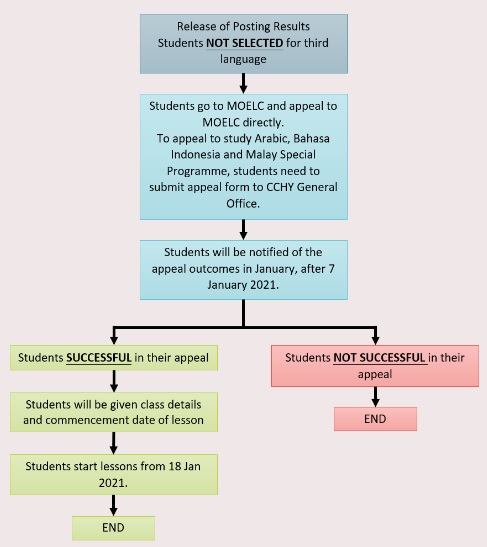 Release of Posting Results
Students NOT SELECTED for third
language
Students go to MOELC and appeal to
MOELC directly.
To appeal to study Arabic, Bahasa
Indonesia and Malay Special
Programme, students need to
submit appeal form to CCHY General
Office.
Students will be notified of the
appeal outcomes in January, after 7
January 2021.
Students SUCCESSFUL in their appeal
Students will be given class details
and commencement date of lesson
Students start lessons from 18 Jan
2021.
END
Students NOT SUCCESSFUL in their
appeal
END